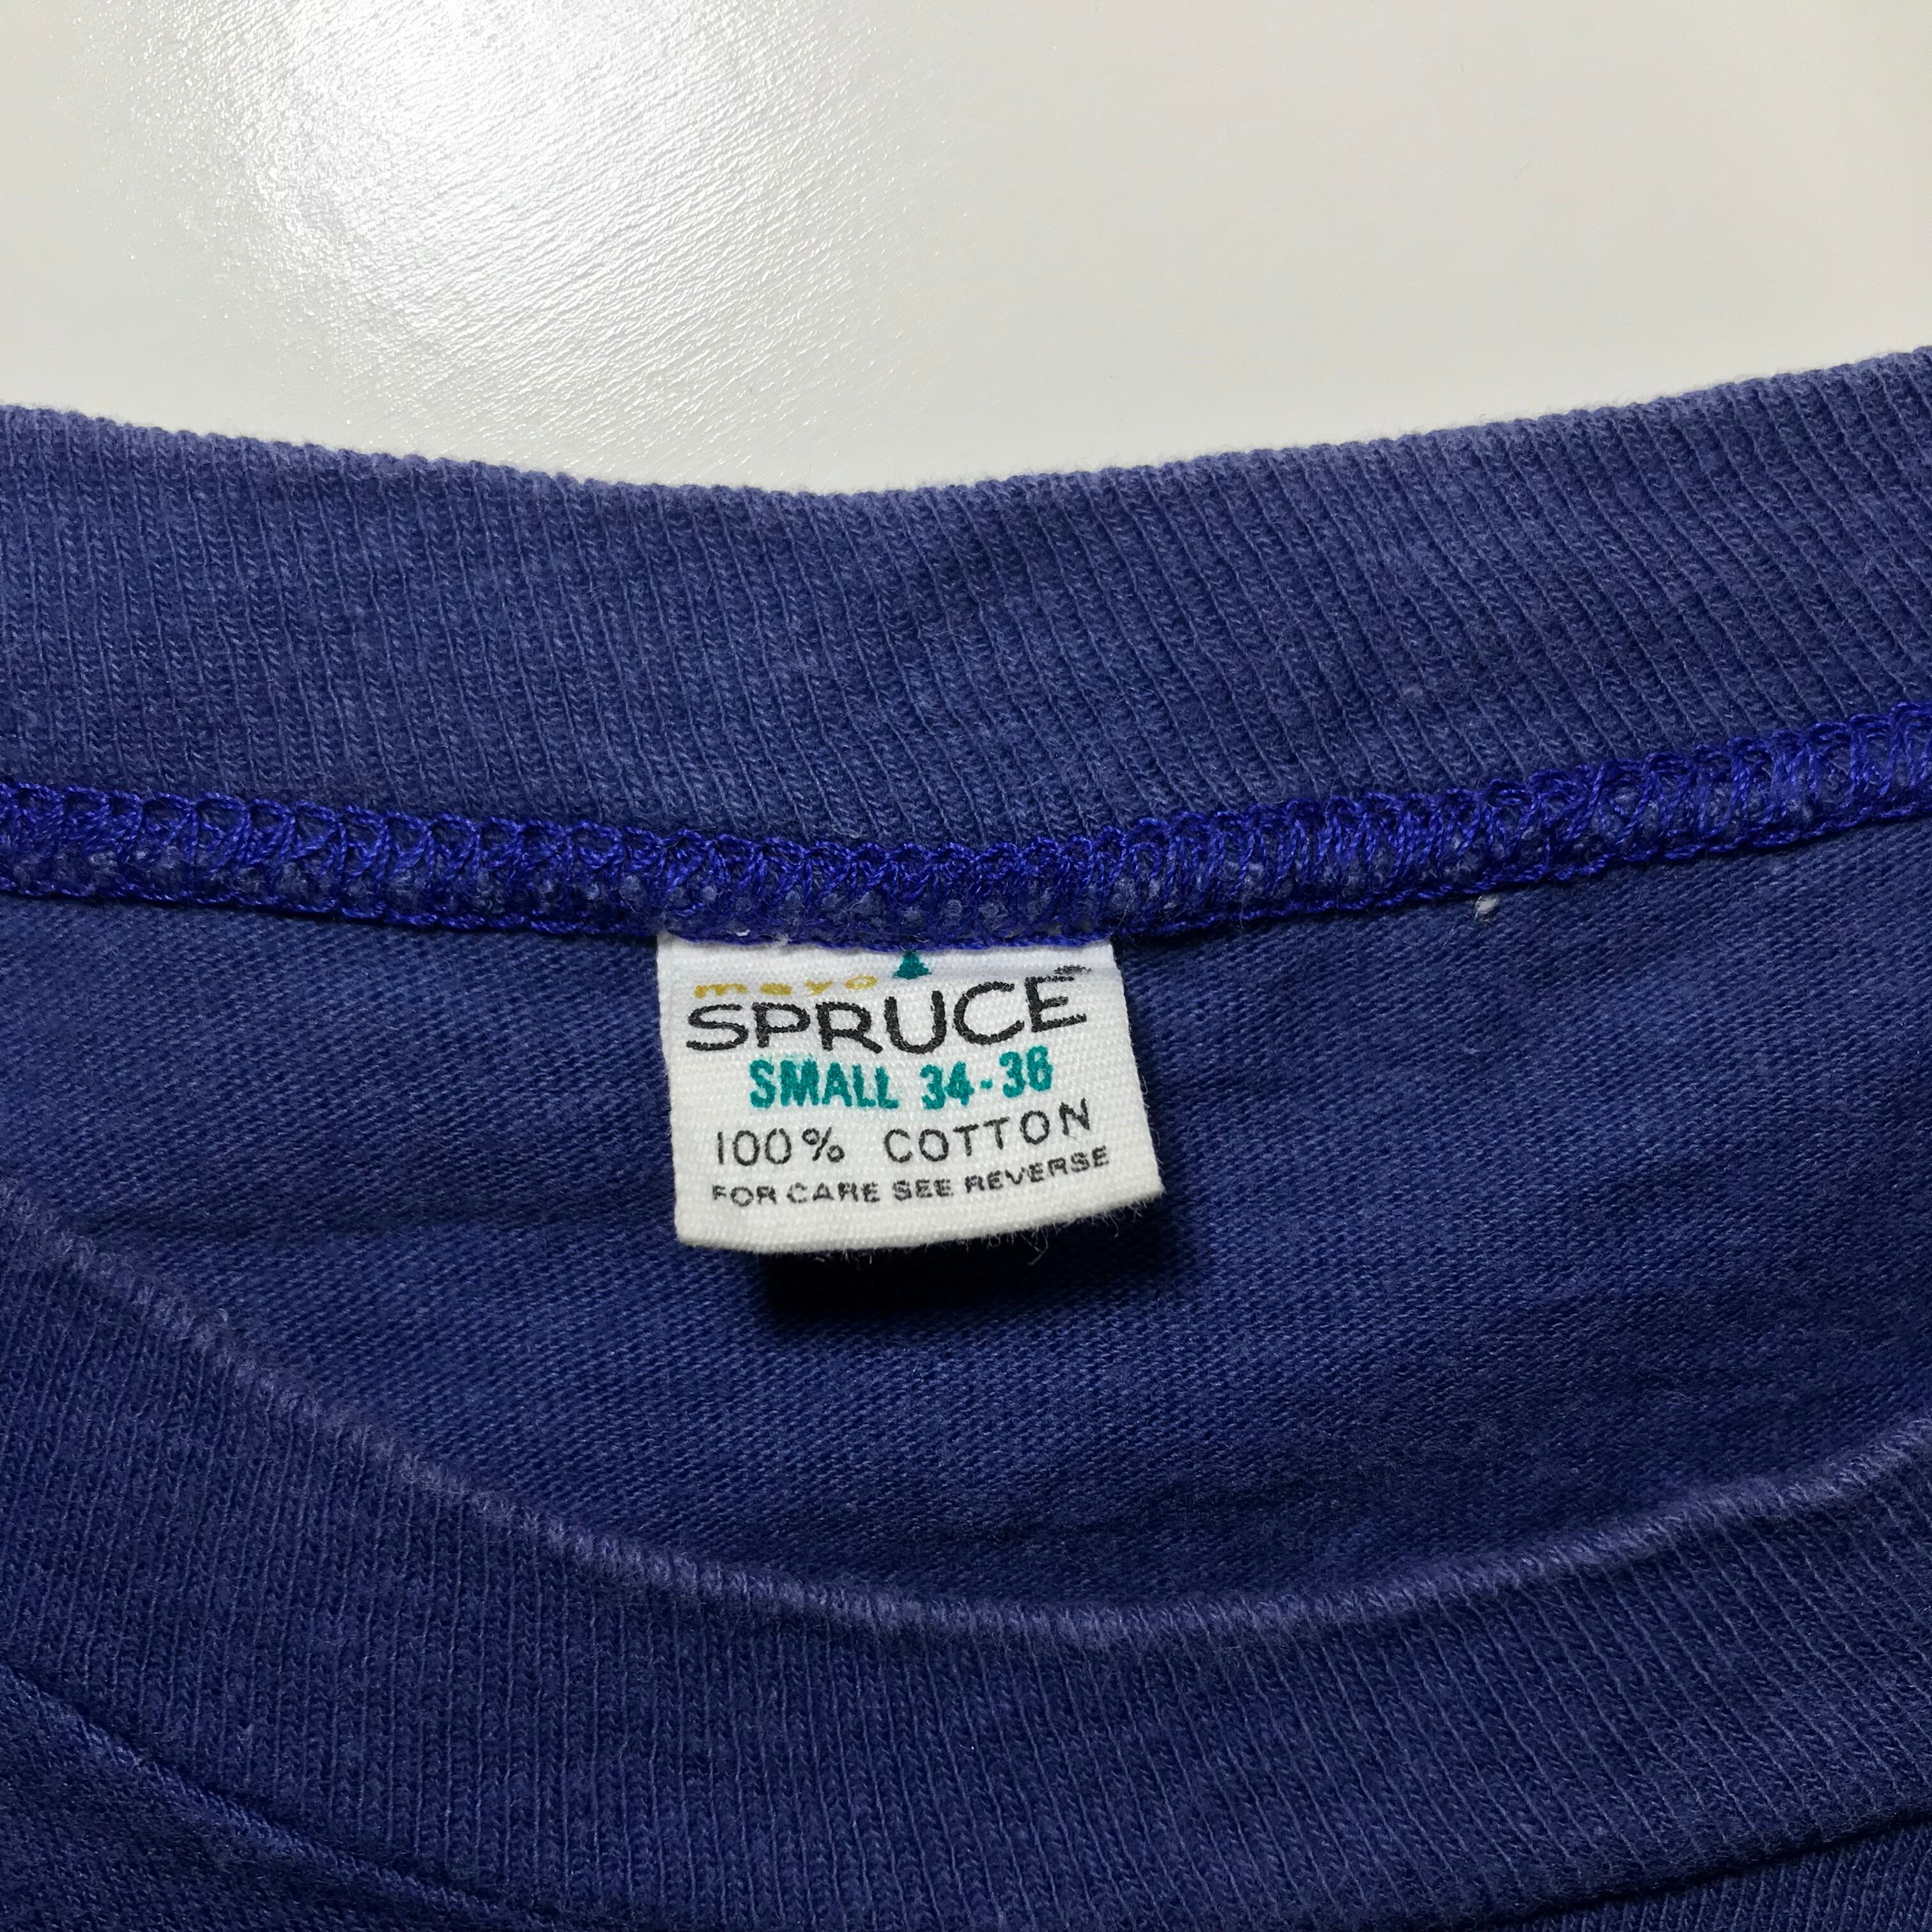 mayo
SPRUCE
SMALL 34-36
100% COTTON
FOR CARE SEE REVERSE